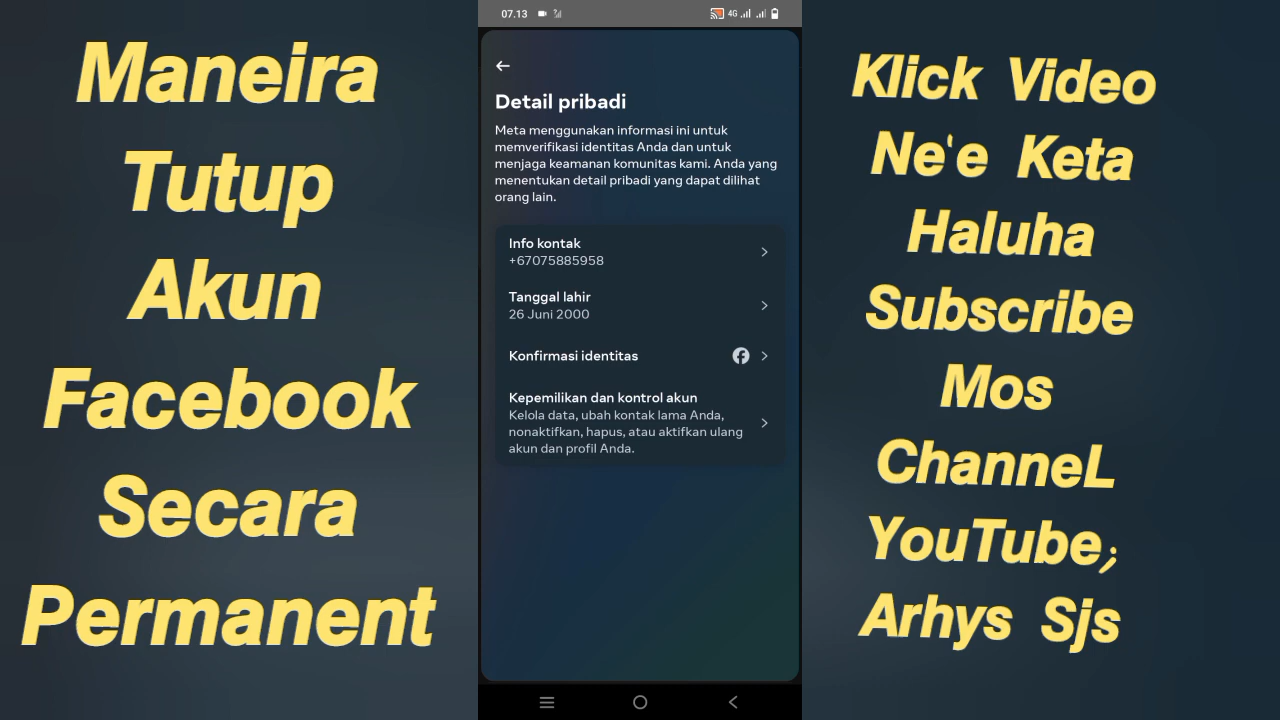 Maneira
Tutup
Akun
Facebook
Secara
Permanent
07.13
4G
Detail pribadi
Meta menggunakan informasi ini untuk
memverifikasi identitas Anda dan untuk
menjaga keamanan komunitas kami. Anda yang
menentukan detail pribadi yang dapat dilihat
orang lain.
Info kontak
+67075885958
Tanggal lahir
26 Juni 2000
Konfirmasi identitas
Kepemilikan dan kontrol akun
Kelola data, ubah kontak lama Anda,
nonaktifkan, hapus, atau aktifkan ulang
akun dan profil Anda.
Klick Video
Ne'e Keta
Haluha
Subscribe
Mos
ChanneL
YouTube;
Arhys Sjs